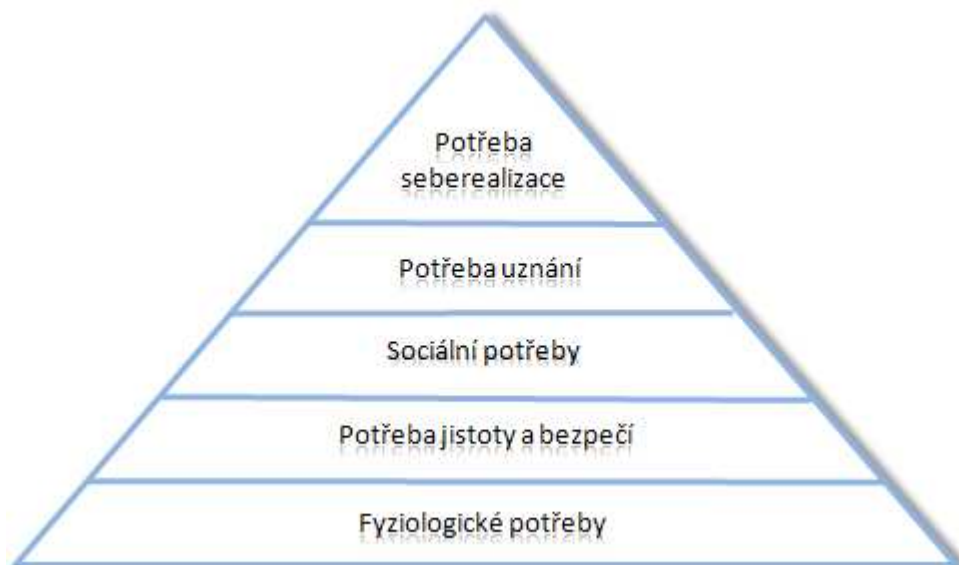 Potřeba
seberealizace
Potřeba uznání
Sociální potřeby
Potřeba jistoty a bezpečí
Fyziologické potřeby